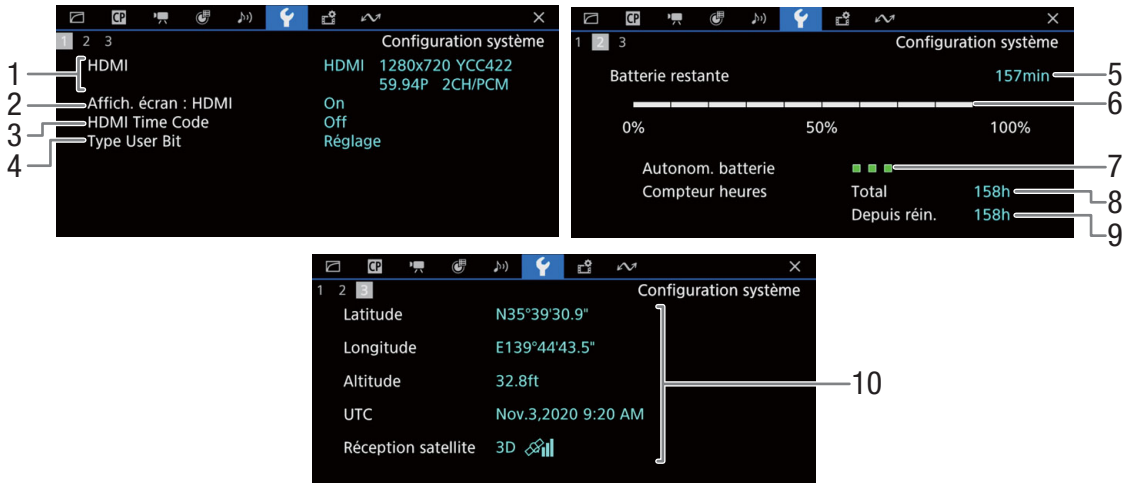 CP
1 2 3
Configuration système
1
HDMI
HDMI 1280x720 YCC422
59.94P 2CH/PCM
2
Affich. écran : HDMI
On
3
HDMI Time Code
Off
4
Type User Bit
Réglage
CP
1 2 3
Configuration système
Batterie restante
157min
5
6
0%
50%
100%
Autonom. batterie
7
Compteur heures
Total
158h
8
Depuis réin.
158h
9
CP
1 2 3
Configuration système
Latitude
N35°39'30.9"
Longitude
E139°44'43.5"
Altitude
32.8ft
UTC
Nov.3,2020 9:20 AM
Réception satellite
3D
10